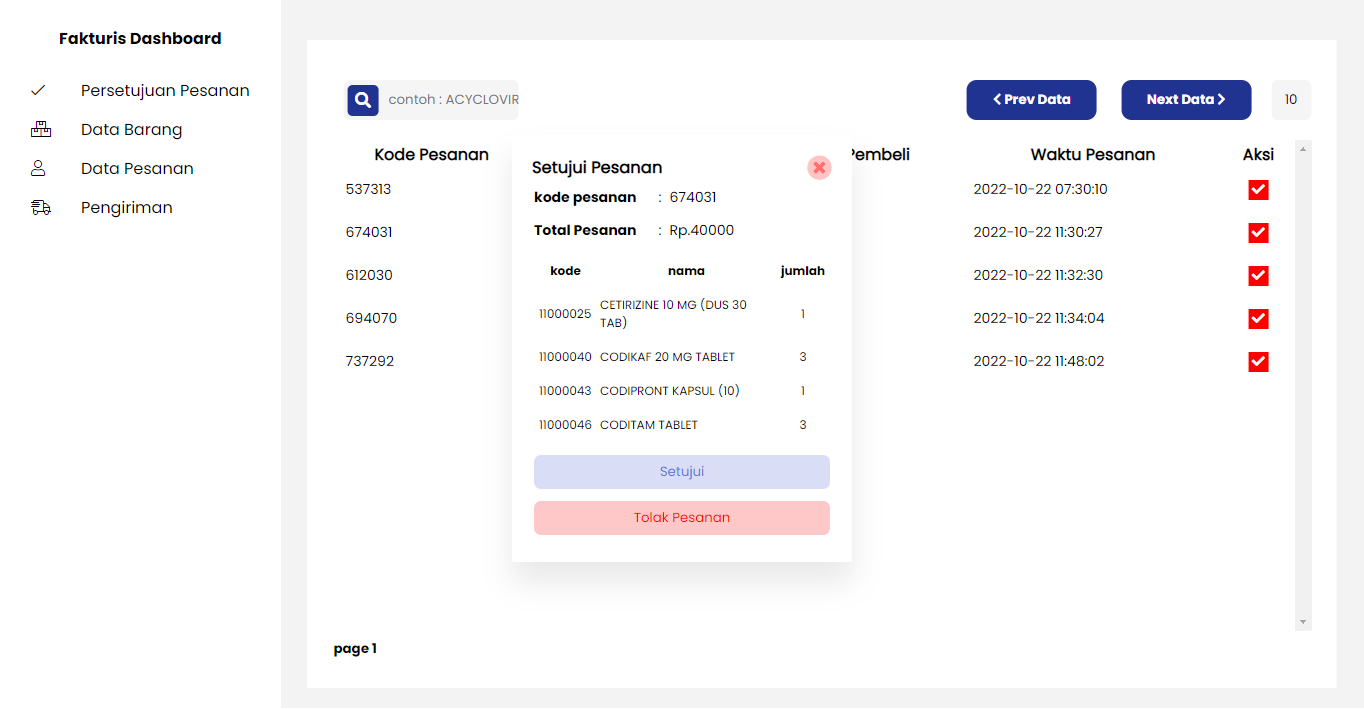 Fakturis Dashboard
Persetujuan Pesanan
Data Barang
Data Pesanan
Pengiriman
contoh : ACYCLOVIR
Prev Data
Next Data
10
Kode Pesanan
Pembeli
Waktu Pesanan
Aksi
537313
2022-10-22 07:30:10
674031
2022-10-22 11:30:27
612030
2022-10-22 11:32:30
694070
2022-10-22 11:34:04
737292
2022-10-22 11:48:02
Setujui Pesanan
kode pesanan : 674031
Total Pesanan : Rp.40000
kode nama jumlah
11000025 CETIRIZINE 10 MG (DUS 30 TAB) 1
11000040 CODIKAF 20 MG TABLET 3
11000043 CODIPRONT KAPSUL (10) 1
11000046 CODITAM TABLET 3
Setujui
Tolak Pesanan
page 1